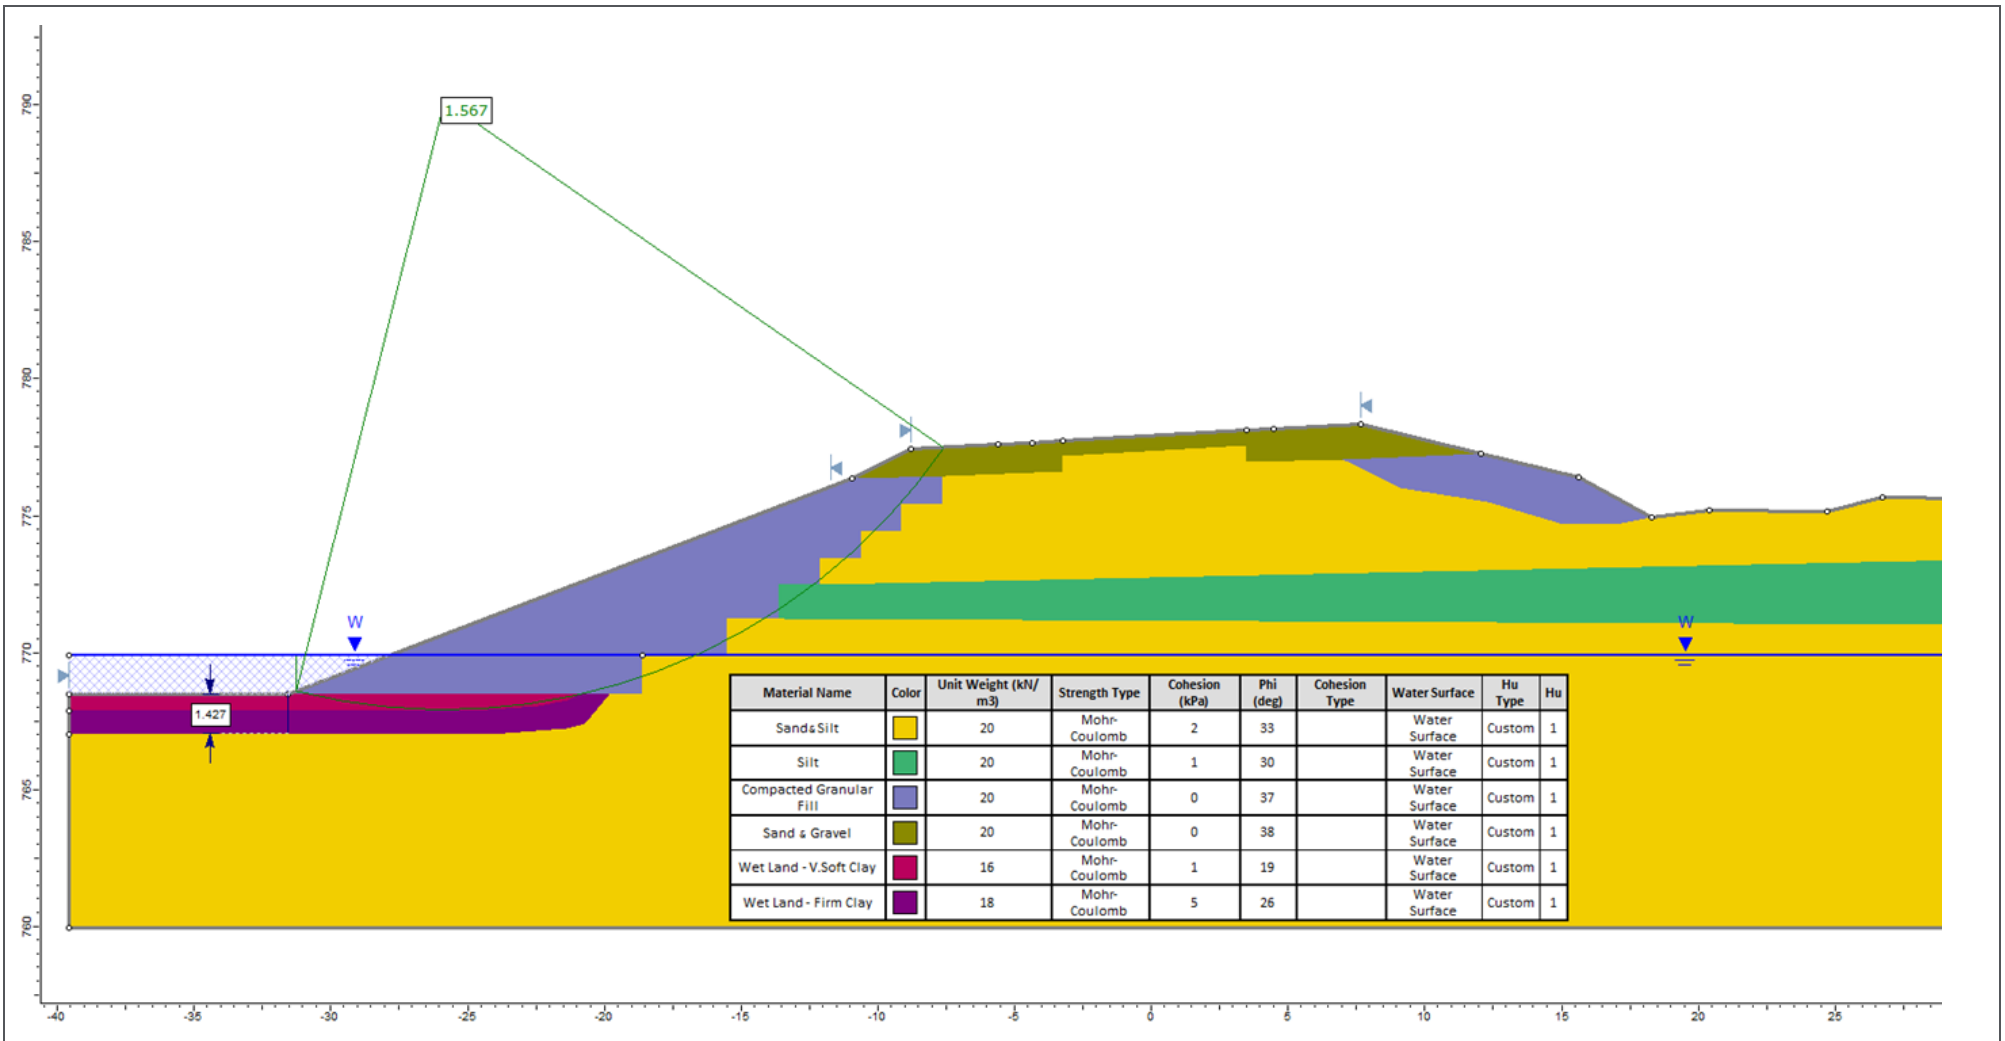 1.567
790
785
780
775
770
765
760
W
W
1.427
Material Name Color Unit Weight (kN/ m3) Strength Type Cohesion (kPa) Phi (deg) Cohesion Type Water Surface Hu Type Hu
Sand&Silt 20 Mohr-Coulomb 2 33 Water Surface Custom 1
Silt 20 Mohr-Coulomb 1 30 Water Surface Custom 1
Compacted Granular Fill 20 Mohr-Coulomb 0 37 Water Surface Custom 1
Sand & Gravel 20 Mohr-Coulomb 0 38 Water Surface Custom 1
Wet Land - V.Soft Clay 16 Mohr-Coulomb 1 19 Water Surface Custom 1
Wet Land - Firm Clay 18 Mohr-Coulomb 5 26 Water Surface Custom 1
-40 -35 -30 -25 -20 -15 -10 -5 0 5 10 15 20 25